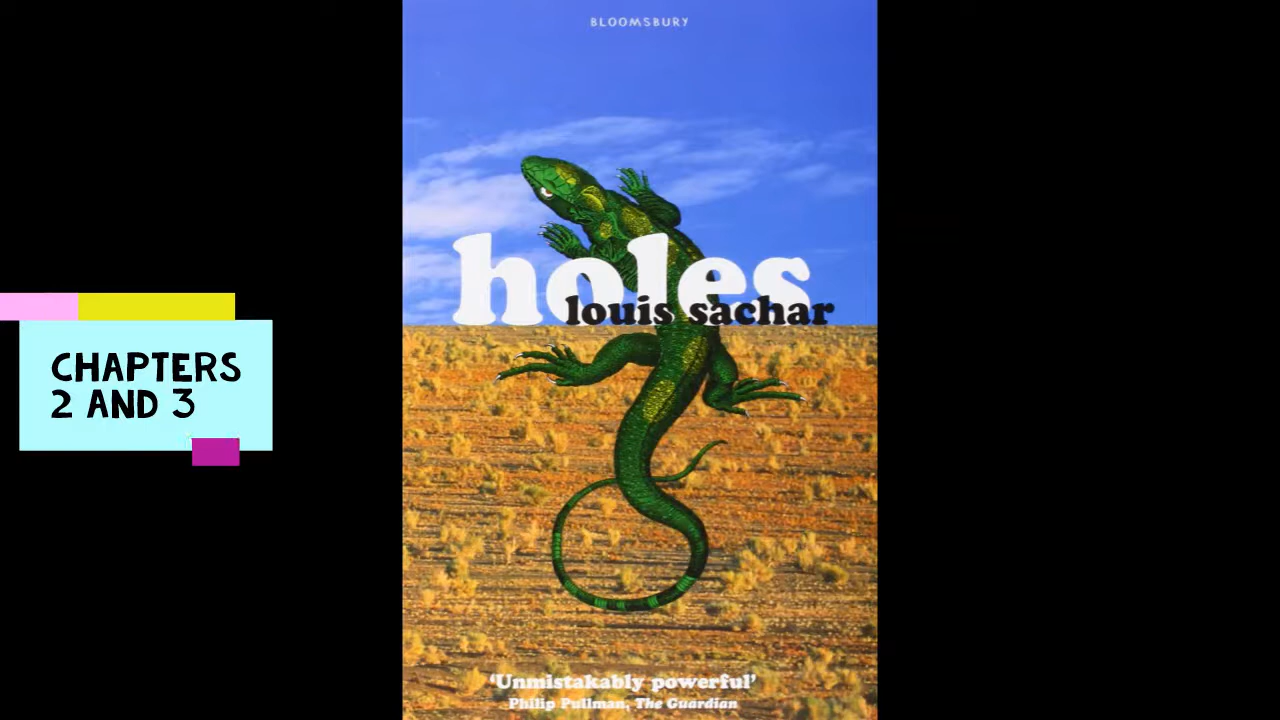 BLOOMSBURY
holes
louis sachar
CHAPTERS
2 AND 3
'Unmistakably powerful'
Philip Pullman, The Guardian